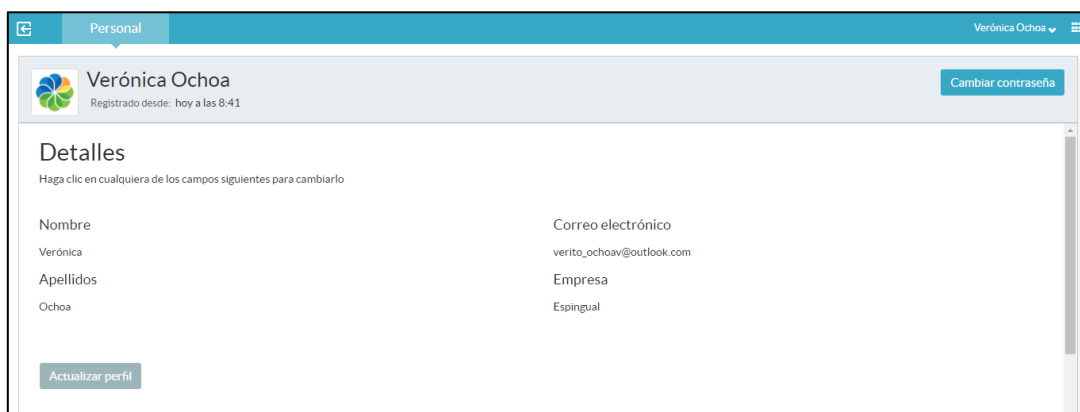 Personal
Verónica Ochoa
Verónica Ochoa
Registrado desde: hoy a las 8:41
Cambiar contraseña
Detalles
Haga clic en cualquiera de los campos siguientes para cambiarlo
Nombre
Correo electrónico
Verónica
verito_ochoav@outlook.com
Apellidos
Empresa
Ochoa
Espingual
Actualizar perfil